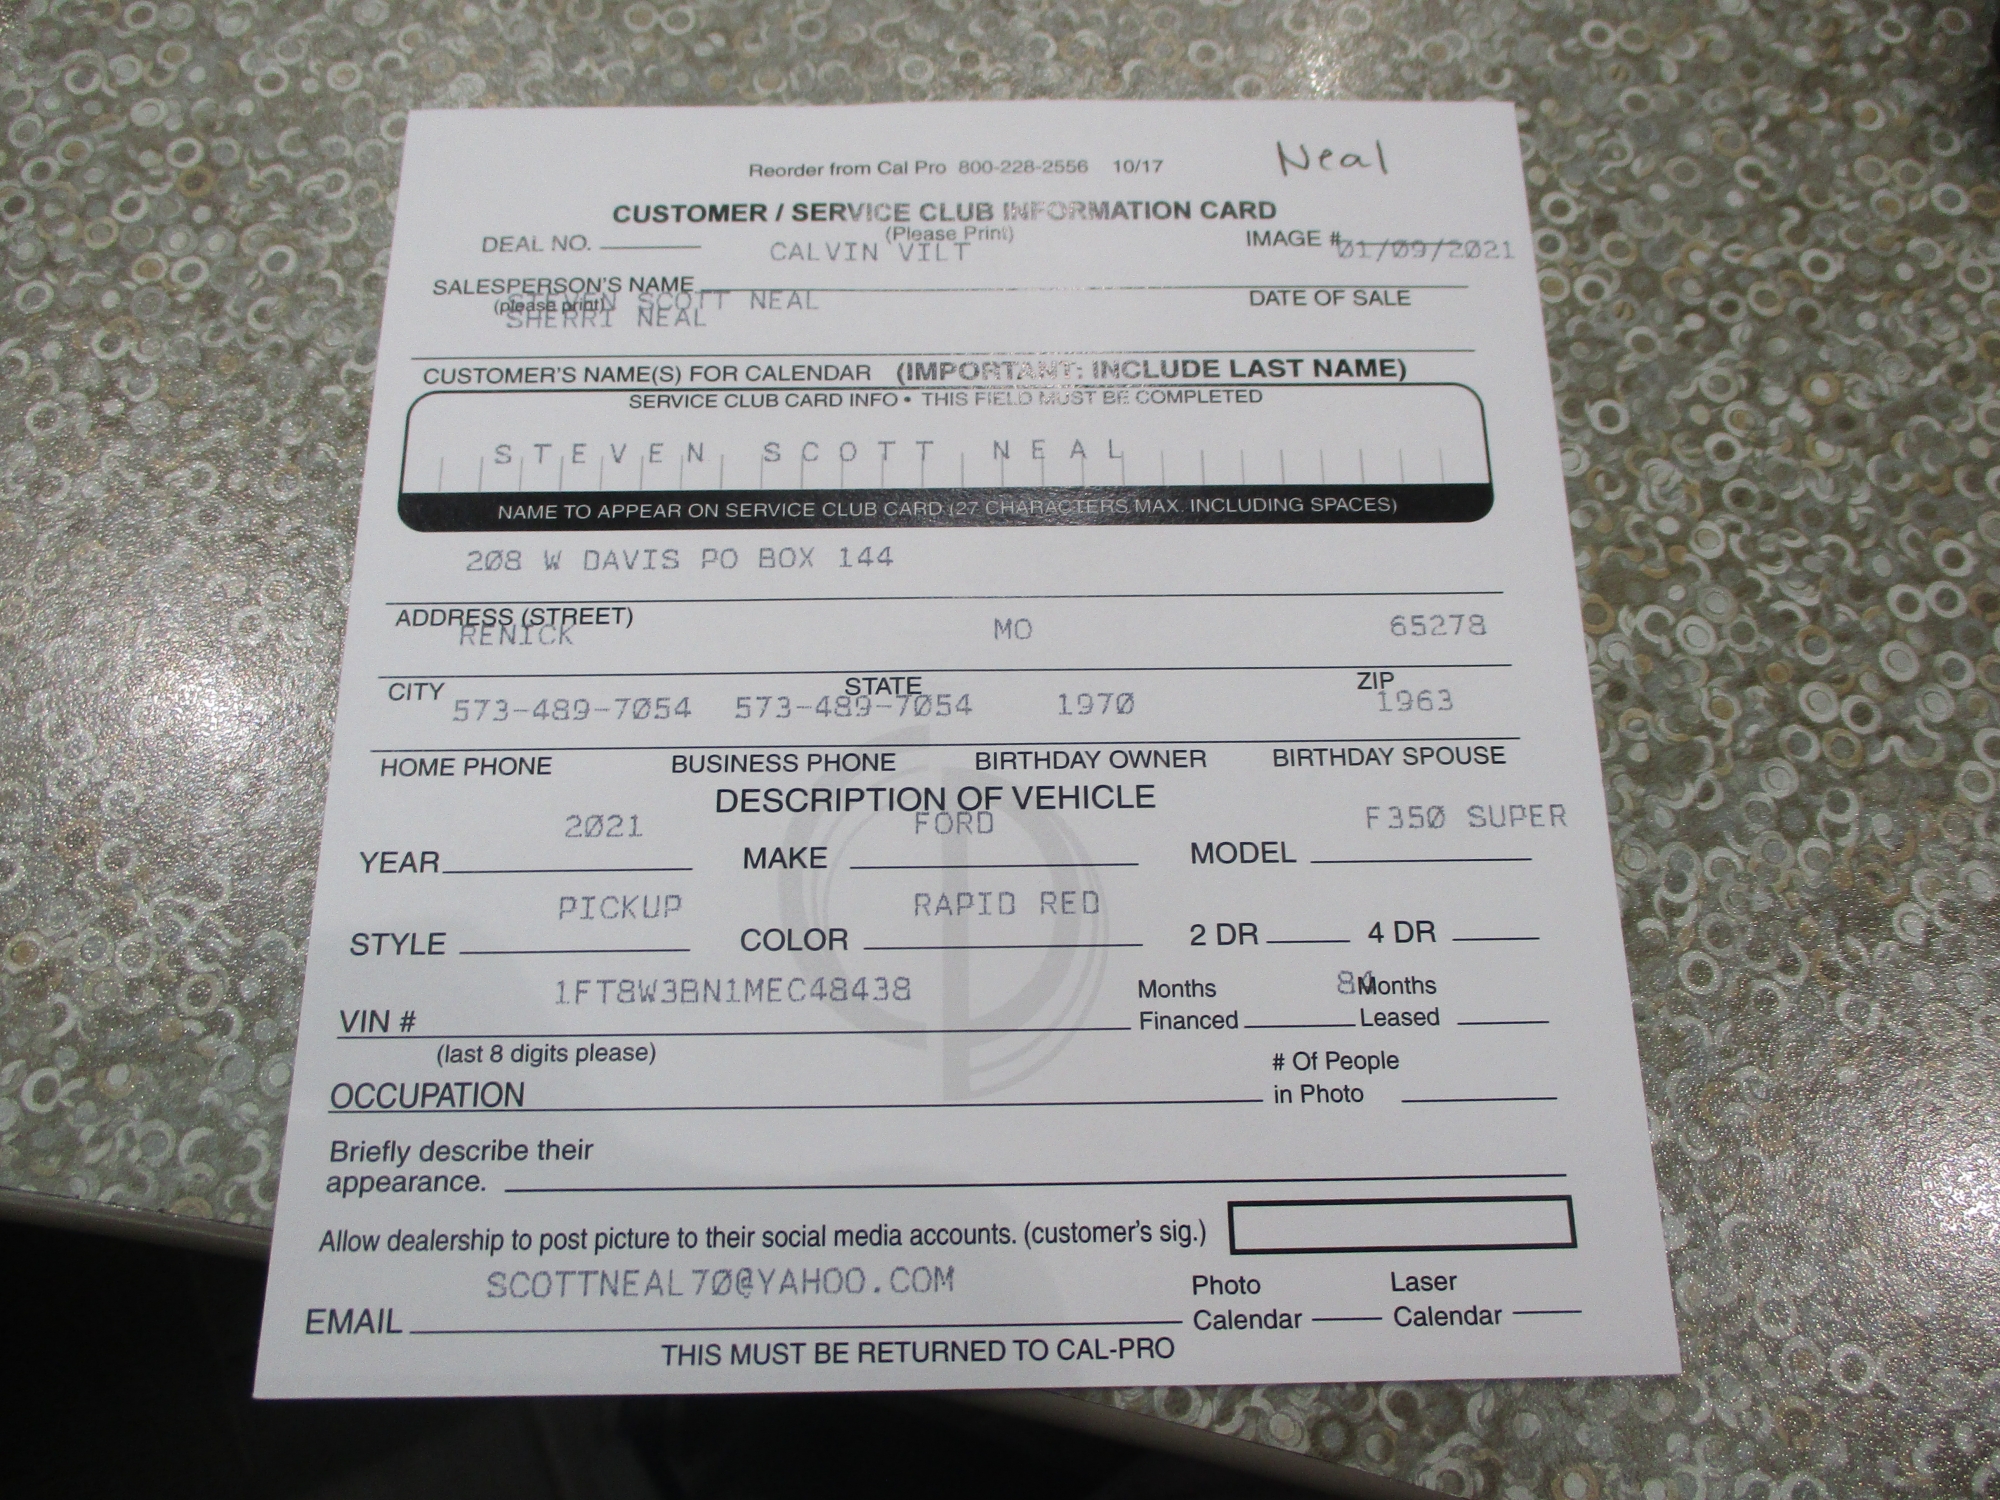 Neal
Reorder from Cal Pro 800-228-2556 10/17
CUSTOMER / SERVICE CLUB INFORMATION CARD
(Please Print)
DEAL NO.
CALVIN VILT
IMAGE #
01/09/2021
SALESPERSON'S NAME
(please print)
DATE OF SALE
STEVEN SCOTT NEAL
SHERRI NEAL
CUSTOMER'S NAME(S) FOR CALENDAR (IMPORTANT: INCLUDE LAST NAME)
SERVICE CLUB CARD INFO • THIS FIELD MUST BE COMPLETED
STEVEN SCOTT NEAL
NAME TO APPEAR ON SERVICE CLUB CARD (27 CHARACTERS MAX. INCLUDING SPACES)
208 W DAVIS PO BOX 144
ADDRESS (STREET)
RENICK MO 65278
CITY STATE ZIP
573-489-7054 573-489-7054 1970 1963
HOME PHONE BUSINESS PHONE BIRTHDAY OWNER BIRTHDAY SPOUSE
DESCRIPTION OF VEHICLE
2021 FORD F350 SUPER
YEAR MAKE MODEL
PICKUP RAPID RED
STYLE COLOR 2 DR 4 DR
1FT8W3BN1MEC48438 Months 84 Months
VIN # Financed Leased
(last 8 digits please)
# Of People
OCCUPATION in Photo
Briefly describe their
appearance.
Allow dealership to post picture to their social media accounts. (customer's sig.)
SCOTTNEAL70@YAHOO.COM Photo Laser
EMAIL Calendar Calendar
THIS MUST BE RETURNED TO CAL-PRO